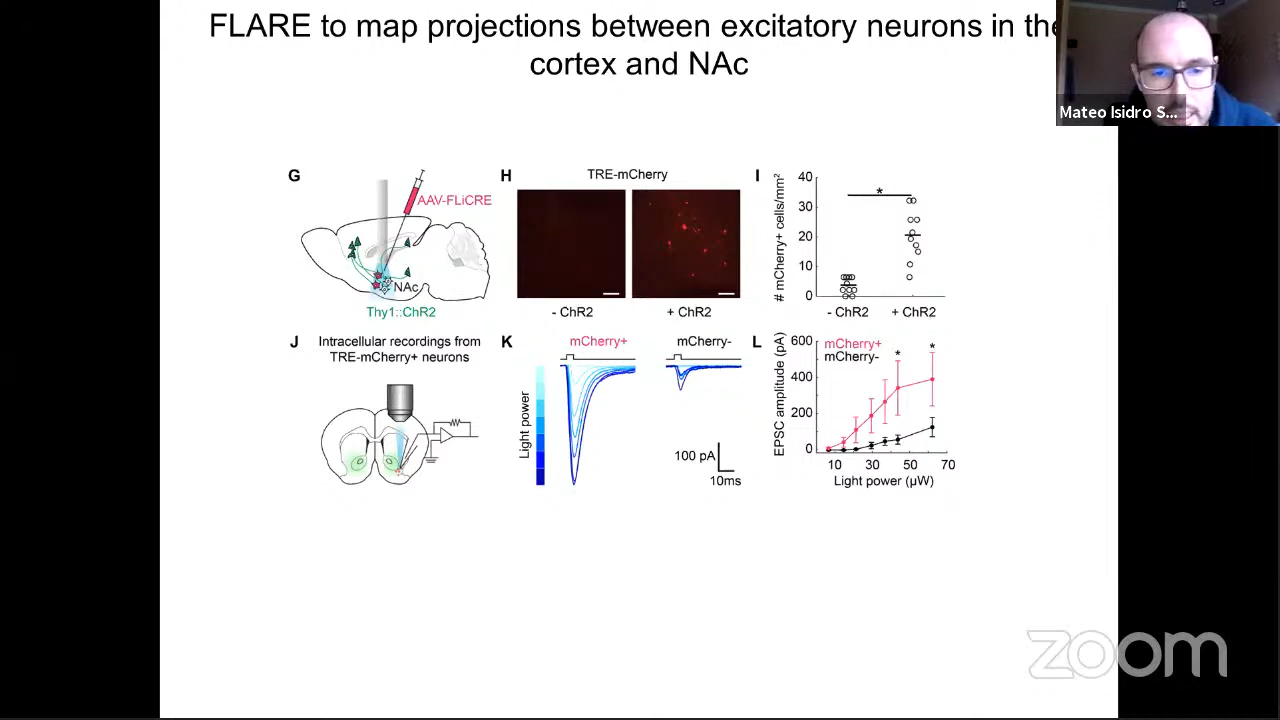 FLARE to map projections between excitatory neurons in the
cortex and NAc
Mateo Isidro S...
G
AAV-FLiCRE
NAc
Thy1::ChR2
H
TRE-mCherry
- ChR2
+ ChR2
I
# mCherry+ cells/mm²
40
30
20
10
0
*
- ChR2
+ ChR2
J
Intracellular recordings from
TRE-mCherry+ neurons
K
mCherry+
mCherry-
Light power
100 pA
10ms
L
mCherry+
mCherry-
EPSC amplitude (pA)
600
400
200
0
*
*
10
30
50
70
Light power (µW)
zoom